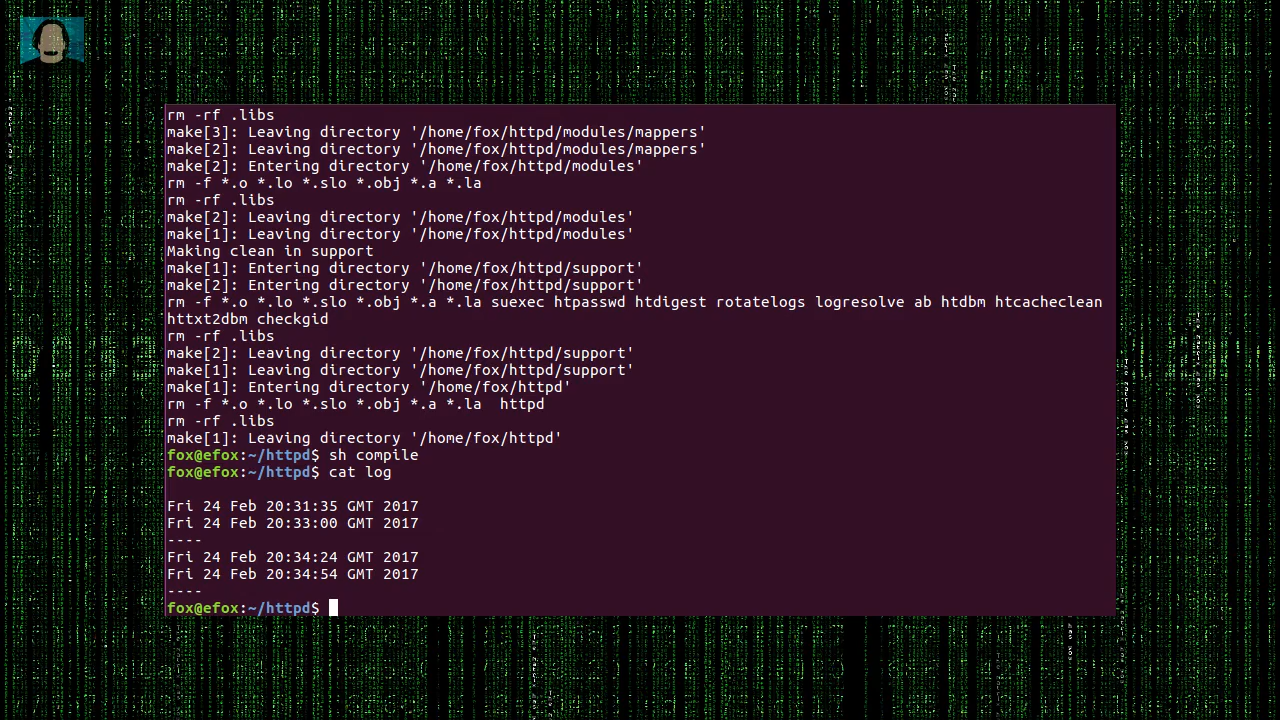 rm -rf .libs
make[3]: Leaving directory '/home/fox/httpd/modules/mappers'
make[2]: Leaving directory '/home/fox/httpd/modules/mappers'
make[2]: Entering directory '/home/fox/httpd/modules'
rm -f *.o *.lo *.slo *.obj *.a *.la
rm -rf .libs
make[2]: Leaving directory '/home/fox/httpd/modules'
make[1]: Leaving directory '/home/fox/httpd/modules'
Making clean in support
make[1]: Entering directory '/home/fox/httpd/support'
make[2]: Entering directory '/home/fox/httpd/support'
rm -f *.o *.lo *.slo *.obj *.a *.la suexec htpasswd htdigest rotatelogs logresolve ab htdbm htcacheclean
httxt2dbm checkgid
rm -rf .libs
make[2]: Leaving directory '/home/fox/httpd/support'
make[1]: Leaving directory '/home/fox/httpd/support'
make[1]: Entering directory '/home/fox/httpd'
rm -f *.o *.lo *.slo *.obj *.a *.la  httpd
rm -rf .libs
make[1]: Leaving directory '/home/fox/httpd'
fox@efox:~/httpd$ sh compile
fox@efox:~/httpd$ cat log
Fri 24 Feb 20:31:35 GMT 2017
Fri 24 Feb 20:33:00 GMT 2017
----
Fri 24 Feb 20:34:24 GMT 2017
Fri 24 Feb 20:34:54 GMT 2017
----
fox@efox:~/httpd$